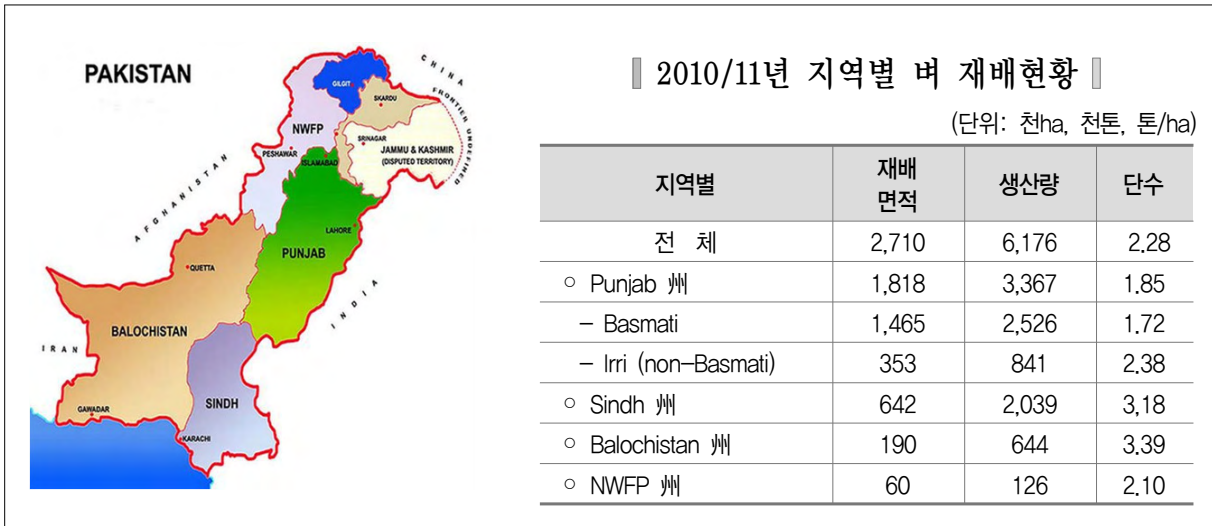 PAKISTAN
CHINA
FRONTIER UNDEFINED
GILGIT
SKARDU
NWFP
SRINAGAR
PESHAWAR
ISLAMABAD
JAMMU & KASHMIR
(DISPUTED TERRITORY)
AFGHANISTAN
LAHORE
PUNJAB
QUETTA
INDIA
BALOCHISTAN
IRAN
SINDH
GAWADAR
KARACHI
2010/11년 지역별 벼 재배현황
(단위: 천ha, 천톤, 톤/ha)
지역별 재배 면적 생산량 단수
전 체 2,710 6,176 2.28
○ Punjab 州 1,818 3,367 1.85
- Basmati 1,465 2,526 1.72
- Irri (non-Basmati) 353 841 2.38
○ Sindh 州 642 2,039 3.18
○ Balochistan 州 190 644 3.39
○ NWFP 州 60 126 2.10